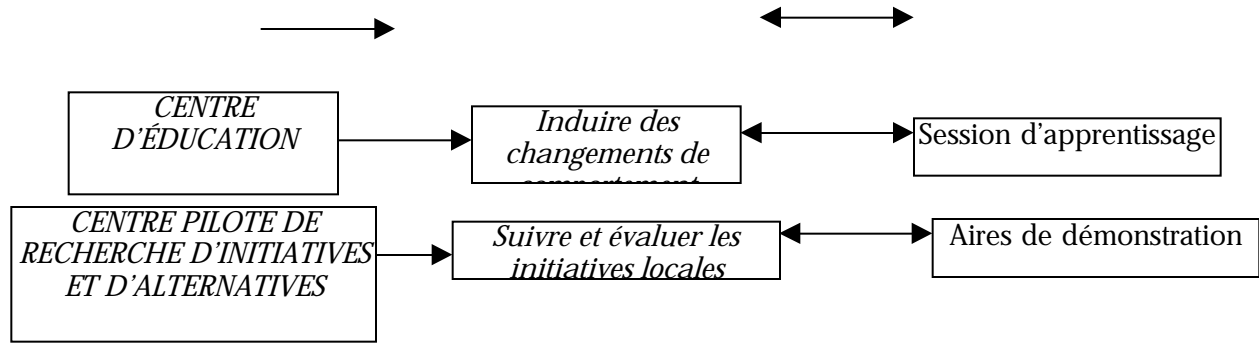 CENTRE
D'ÉDUCATION
Induire des
changements de
Session d'apprentissage
CENTRE PILOTE DE
RECHERCHE D'INITIATIVES
ET D'ALTERNATIVES
Suivre et évaluer les
initiatives locales
Aires de démonstration